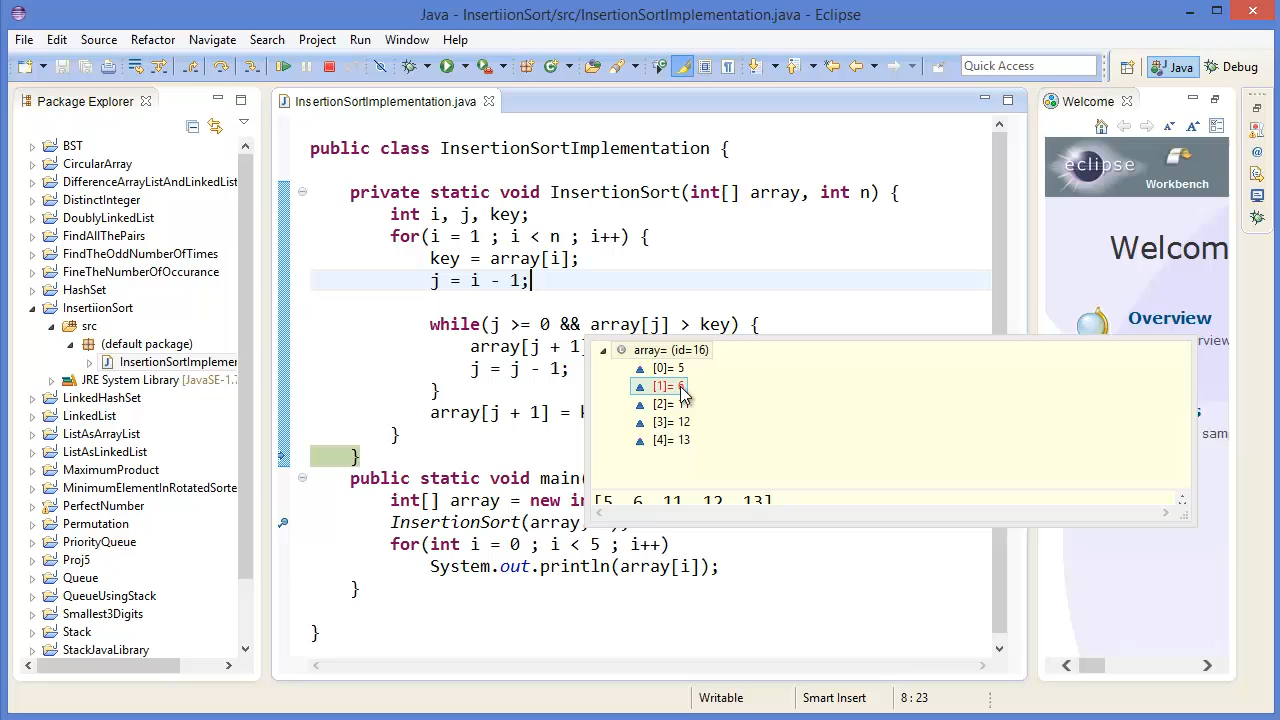 Java - InsertiionSort/src/InsertionSortImplementation.java - Eclipse
File Edit Source Refactor Navigate Search Project Run Window Help
Quick Access
Java
Debug
Package Explorer
BST
CircularArray
DifferenceArrayListAndLinkedList
DistinctInteger
DoublyLinkedList
FindAllThePairs
FindTheOddNumberOfTimes
FineTheNumberOfOccurance
HashSet
InsertiionSort
src
(default package)
InsertionSortImplemen
JRE System Library [JavaSE-1.7]
LinkedHashSet
LinkedList
ListAsArrayList
ListAsLinkedList
MaximumProduct
MinimumElementInRotatedSorte
PerfectNumber
Permutation
PriorityQueue
Proj5
Queue
QueueUsingStack
Smallest3Digits
Stack
StackJavaLibrary
InsertionSortImplementation.java
public class InsertionSortImplementation {
private static void InsertionSort(int[] array, int n) {
int i, j, key;
for(i = 1 ; i < n ; i++) {
key = array[i];
j = i - 1;
while(j >= 0 && array[j] > key) {
array[j + 1]
j = j - 1;
}
array[j + 1] = k
}
}
public static void main(
int[] array = new in
InsertionSort(array,
for(int i = 0 ; i < 5 ; i++)
System.out.println(array[i]);
}
}
array= (id=16)
[0]= 5
[1]= 6
[2]= 11
[3]= 12
[4]= 13
[5, 6, 11, 12, 13]
Welcome
eclipse
Workbench
Welcom
Overview
Writable
Smart Insert
8 : 23